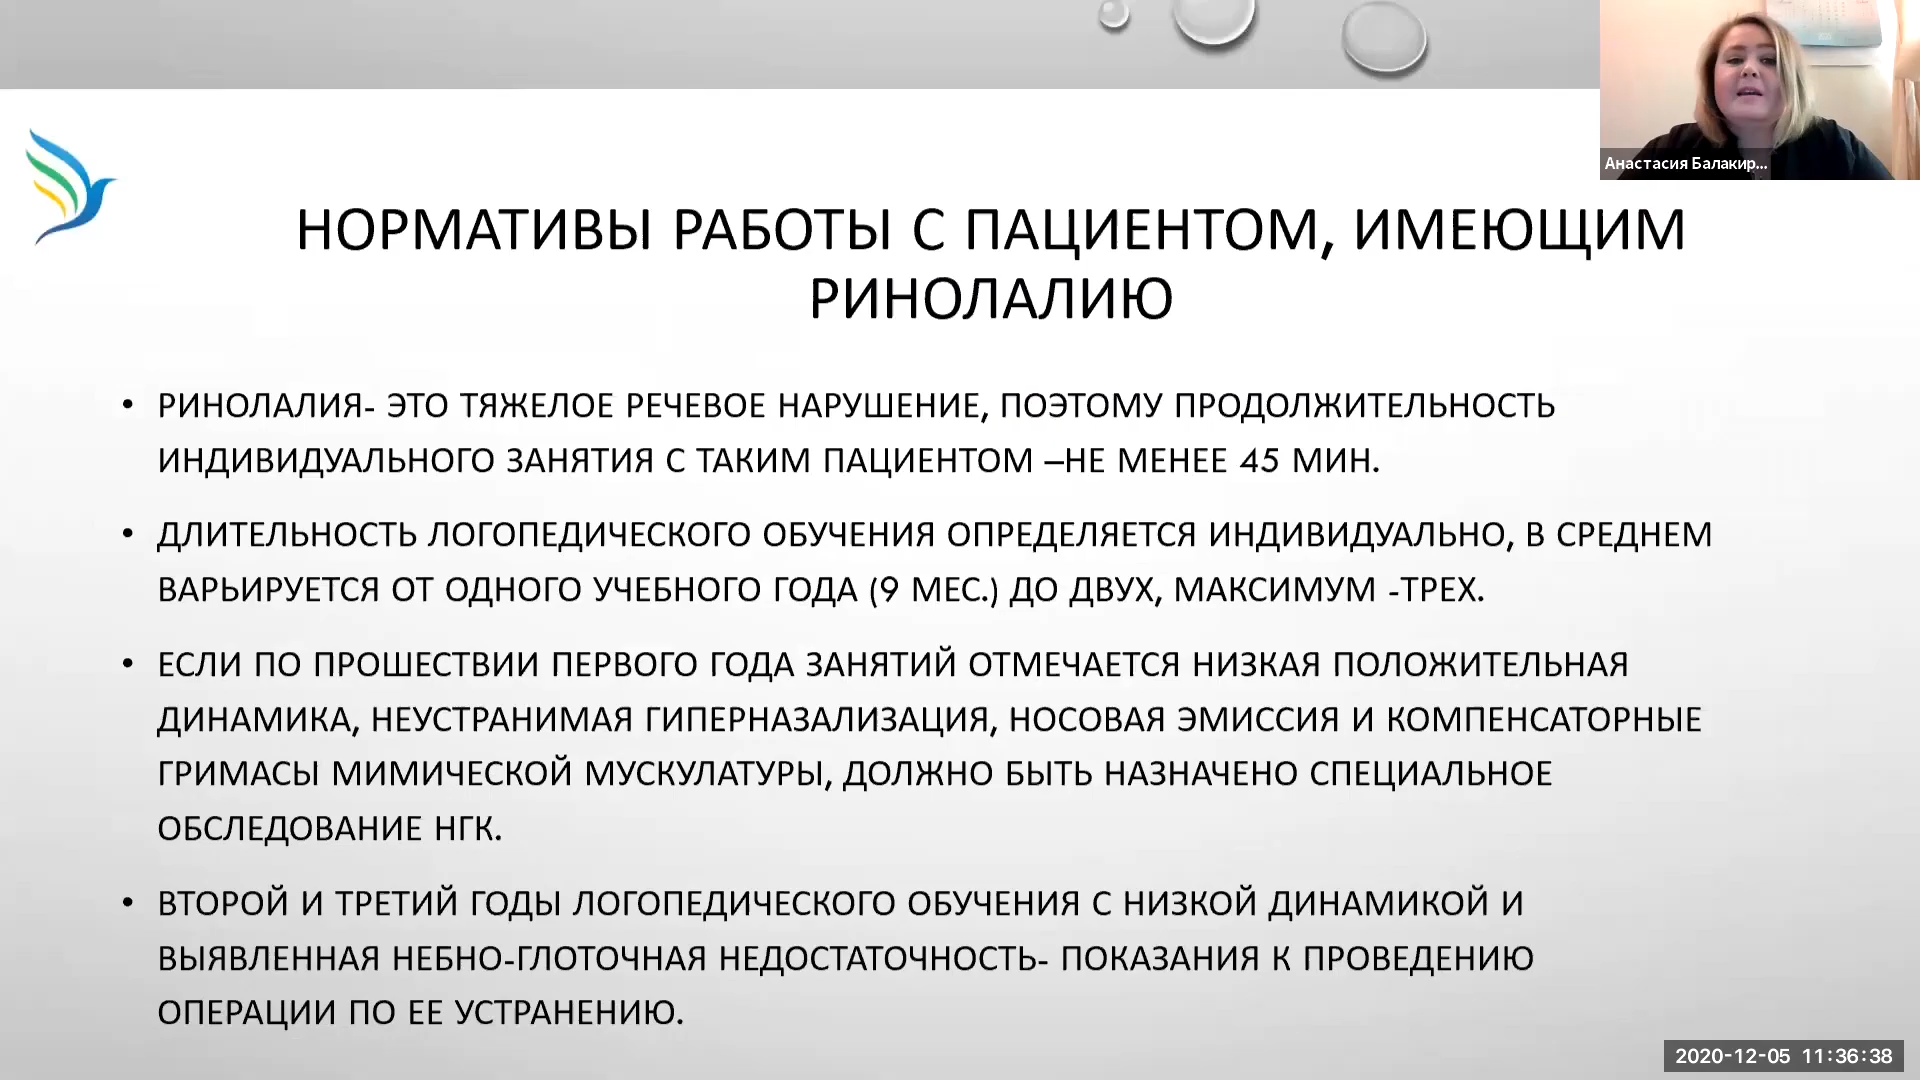 Анастасия Балакир...
НОРМАТИВЫ РАБОТЫ С ПАЦИЕНТОМ, ИМЕЮЩИМ
РИНОЛАЛИЮ
• РИНОЛАЛИЯ- ЭТО ТЯЖЕЛОЕ РЕЧЕВОЕ НАРУШЕНИЕ, ПОЭТОМУ ПРОДОЛЖИТЕЛЬНОСТЬ
ИНДИВИДУАЛЬНОГО ЗАНЯТИЯ С ТАКИМ ПАЦИЕНТОМ –НЕ МЕНЕЕ 45 МИН.
• ДЛИТЕЛЬНОСТЬ ЛОГОПЕДИЧЕСКОГО ОБУЧЕНИЯ ОПРЕДЕЛЯЕТСЯ ИНДИВИДУАЛЬНО, В СРЕДНЕМ
ВАРЬИРУЕТСЯ ОТ ОДНОГО УЧЕБНОГО ГОДА (9 МЕС.) ДО ДВУХ, МАКСИМУМ -ТРЕХ.
• ЕСЛИ ПО ПРОШЕСТВИИ ПЕРВОГО ГОДА ЗАНЯТИЙ ОТМЕЧАЕТСЯ НИЗКАЯ ПОЛОЖИТЕЛЬНАЯ
ДИНАМИКА, НЕУСТРАНИМАЯ ГИПЕРНАЗАЛИЗАЦИЯ, НОСОВАЯ ЭМИССИЯ И КОМПЕНСАТОРНЫЕ
ГРИМАСЫ МИМИЧЕСКОЙ МУСКУЛАТУРЫ, ДОЛЖНО БЫТЬ НАЗНАЧЕНО СПЕЦИАЛЬНОЕ
ОБСЛЕДОВАНИЕ НГК.
• ВТОРОЙ И ТРЕТИЙ ГОДЫ ЛОГОПЕДИЧЕСКОГО ОБУЧЕНИЯ С НИЗКОЙ ДИНАМИКОЙ И
ВЫЯВЛЕННАЯ НЕБНО-ГЛОТОЧНАЯ НЕДОСТАТОЧНОСТЬ- ПОКАЗАНИЯ К ПРОВЕДЕНИЮ
ОПЕРАЦИИ ПО ЕЕ УСТРАНЕНИЮ.
2020-12-05 11:36:38